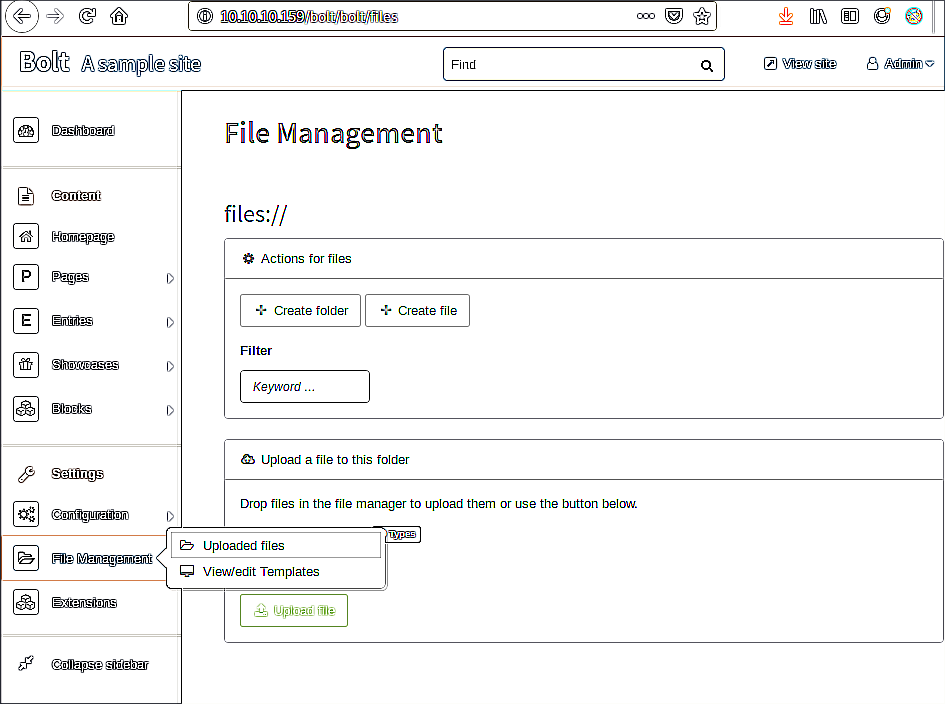 10.10.10.159/bolt/bolt/files
Bolt A sample site
Find
View site
Admin
Dashboard
Content
Homepage
P Pages
E Entries
Showcases
Blocks
Settings
Configuration
File Management
Extensions
Collapse sidebar
File Management
files://
Actions for files
Create folder
Create file
Filter
Keyword ...
Upload a file to this folder
Drop files in the file manager to upload them or use the button below.
Types
Uploaded files
View/edit Templates
Upload file